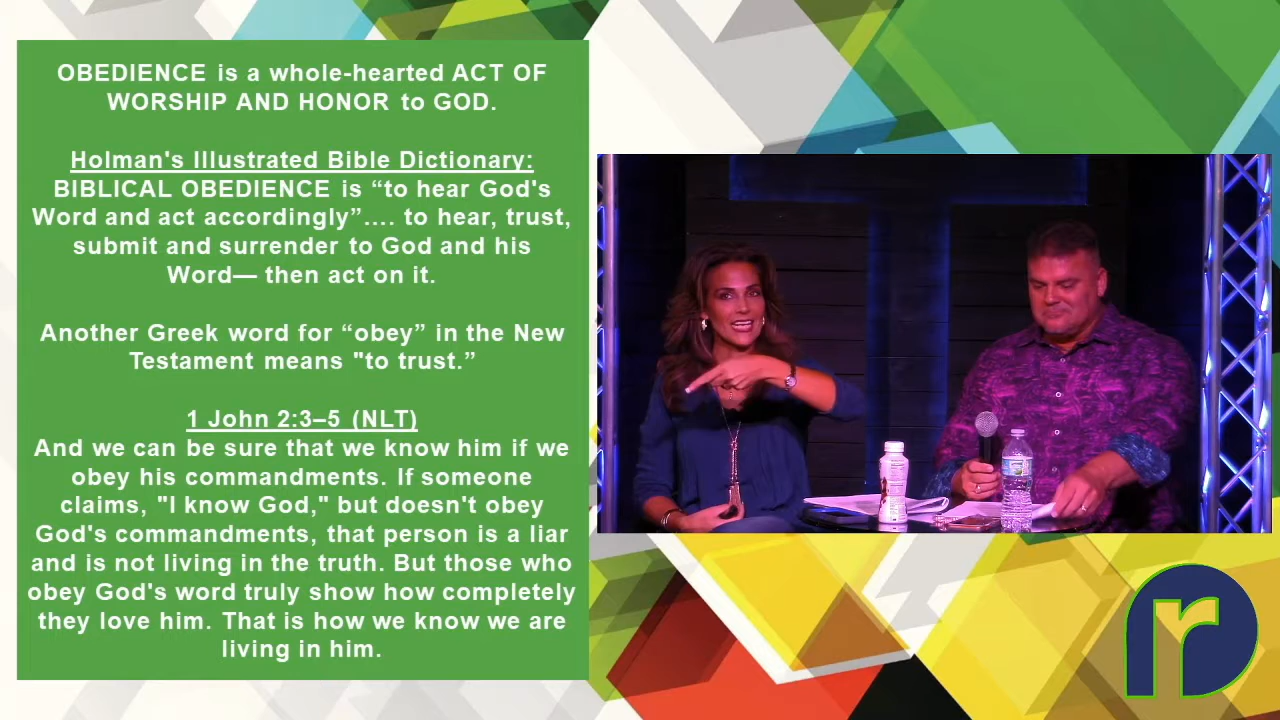 OBEDIENCE is a whole-hearted ACT OF
WORSHIP AND HONOR to GOD.
Holman's Illustrated Bible Dictionary:
BIBLICAL OBEDIENCE is “to hear God's
Word and act accordingly”…. to hear, trust,
submit and surrender to God and his
Word— then act on it.
Another Greek word for “obey” in the New
Testament means "to trust.”
1 John 2:3–5 (NLT)
And we can be sure that we know him if we
obey his commandments. If someone
claims, "I know God," but doesn't obey
God's commandments, that person is a liar
and is not living in the truth. But those who
obey God's word truly show how completely
they love him. That is how we know we are
living in him.
r